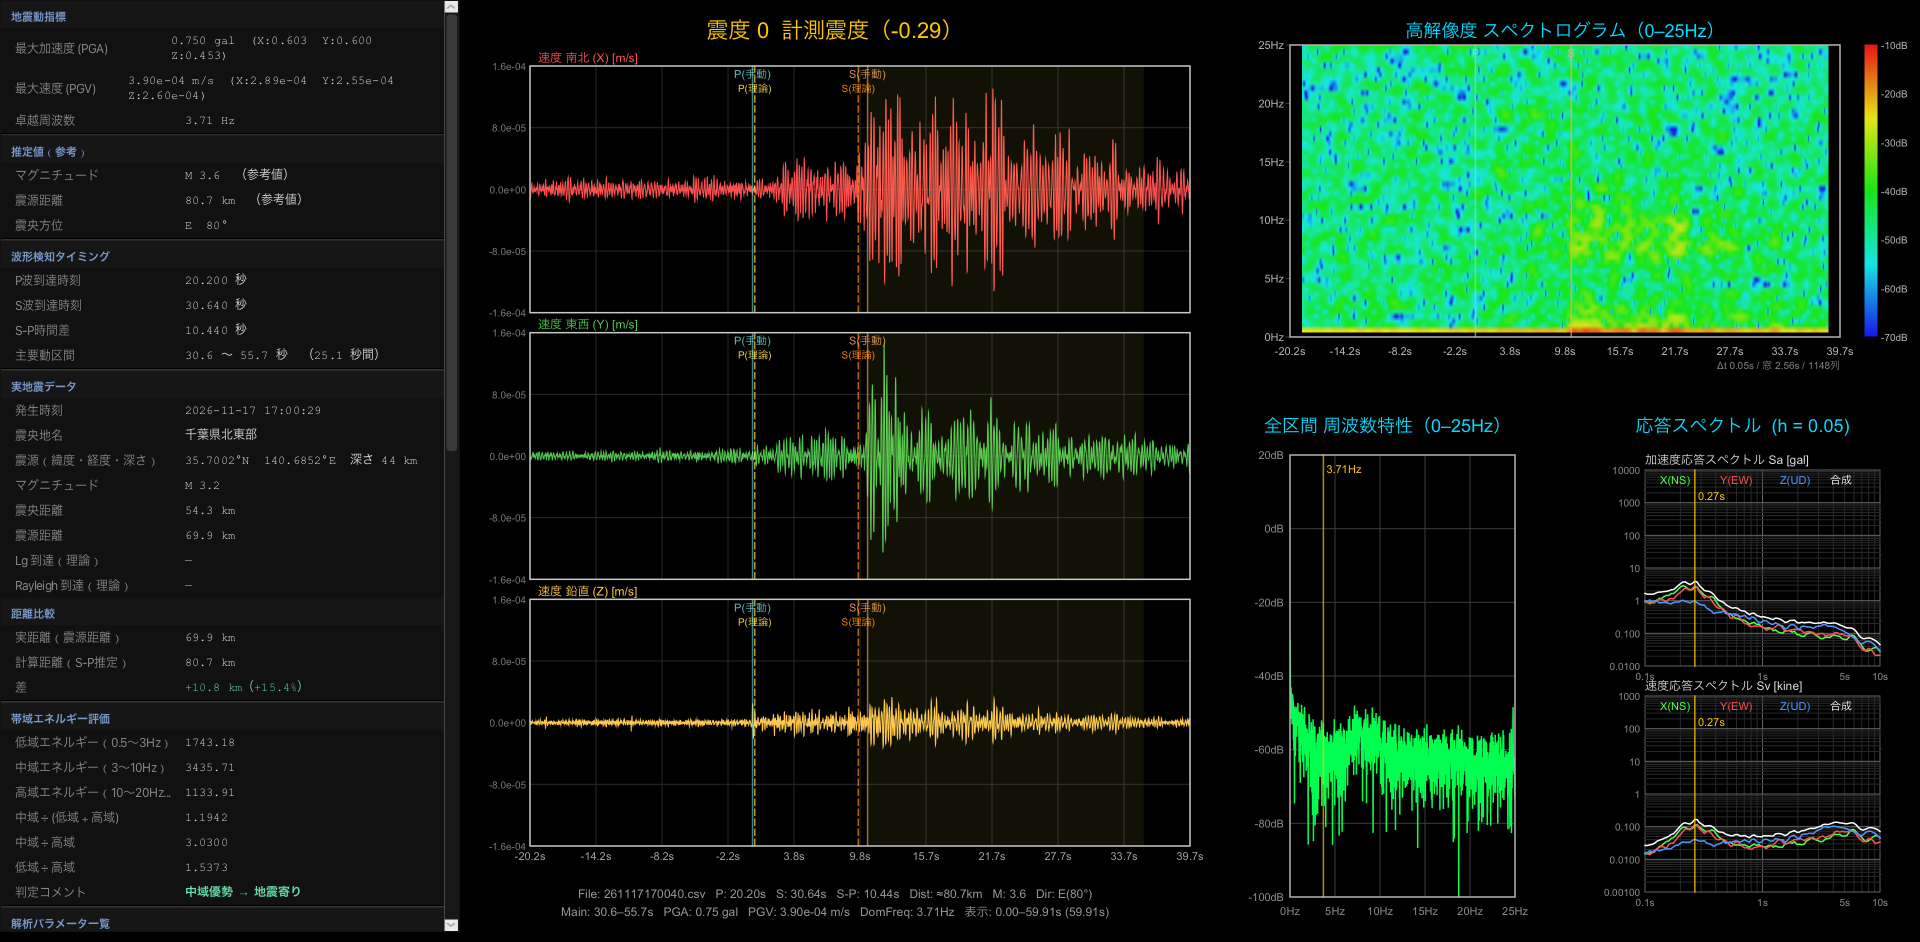 地震動指標
最大加速度 (PGA) 0.750 gal (X:0.603 Y:0.600 Z:0.453)
最大速度 (PGV) 3.90e-04 m/s (X:2.89e-04 Y:2.55e-04 Z:2.60e-04)
卓越周波数 3.71 Hz
推定値（参考）
マグニチュード M 3.6 （参考値）
震源距離 80.7 km （参考値）
震央方位 E 80°
波形検知タイミング
P波到達時刻 20.200 秒
S波到達時刻 30.640 秒
S-P時間差 10.440 秒
主要動区間 30.6 〜 55.7 秒 （25.1 秒間）
実地震データ
発生時刻 2026-11-17 17:00:29
震央地名 千葉県北東部
震源（緯度・経度・深さ） 35.7002°N 140.6852°E 深さ 44 km
マグニチュード M 3.2
震央距離 54.3 km
震源距離 69.9 km
Lg 到達（理論） —
Rayleigh 到達（理論） —
距離比較
実距離（震源距離） 69.9 km
計算距離（S-P推定） 80.7 km
差 +10.8 km (+15.4%)
帯域エネルギー評価
低域エネルギー（0.5〜3Hz） 1743.18
中域エネルギー（3〜10Hz） 3435.71
高域エネルギー（10〜20Hz... 1133.91
中域÷(低域＋高域) 1.1942
中域÷高域 3.0300
低域÷高域 1.5373
判定コメント 中域優勢 → 地震寄り
解析パラメータ一覧
震度 0 計測震度（-0.29）
速度 南北 (X) [m/s]
P(手動) S(手動)
P(理論) S(理論)
1.6e-04
8.0e-05
0.0e+00
-8.0e-05
-1.6e-04
速度 東西 (Y) [m/s]
P(手動) S(手動)
P(理論) S(理論)
1.6e-04
8.0e-05
0.0e+00
-8.0e-05
-1.6e-04
速度 鉛直 (Z) [m/s]
P(手動) S(手動)
P(理論) S(理論)
1.6e-04
8.0e-05
0.0e+00
-8.0e-05
-1.6e-04
-20.2s -14.2s -8.2s -2.2s 3.8s 9.8s 15.7s 21.7s 27.7s 33.7s 39.7s
File: 261117170040.csv P: 20.20s S: 30.64s S-P: 10.44s Dist: ≈80.7km M: 3.6 Dir: E(80°)
Main: 30.6–55.7s PGA: 0.75 gal PGV: 3.90e-04 m/s DomFreq: 3.71Hz 表示: 0.00–59.91s (59.91s)
高解像度 スペクトログラム（0–25Hz）
25Hz
20Hz
15Hz
10Hz
5Hz
0Hz
-20.2s -14.2s -8.2s -2.2s 3.8s 9.8s 15.7s 21.7s 27.7s 33.7s 39.7s
Δt 0.05s / 窓 2.56s / 1148列
-10dB
-20dB
-30dB
-40dB
-50dB
-60dB
-70dB
全区間 周波数特性（0–25Hz）
3.71Hz
20dB
0dB
-20dB
-40dB
-60dB
-80dB
-100dB
0Hz 5Hz 10Hz 15Hz 20Hz 25Hz
応答スペクトル (h = 0.05)
加速度応答スペクトル Sa [gal]
X(NS) Y(EW) Z(UD) 合成
0.27s
10000
1000
100
10
1
0.100
0.0100
0.1s 1s 5s 10s
速度応答スペクトル Sv [kine]
X(NS) Y(EW) Z(UD) 合成
0.27s
1000
100
10
1
0.100
0.0100
0.00100
0.1s 1s 5s 10s